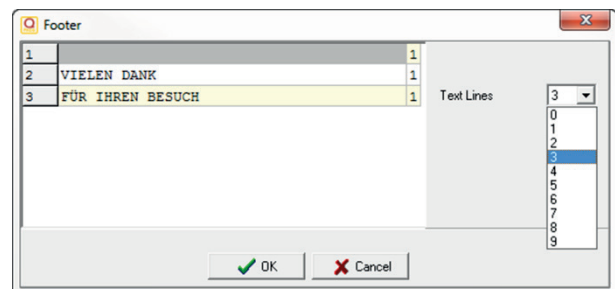 Footer
1 1
2 VIELEN DANK 1
3 FÜR IHREN BESUCH 1
Text Lines 3
0
1
2
3
4
5
6
7
8
9
OK Cancel